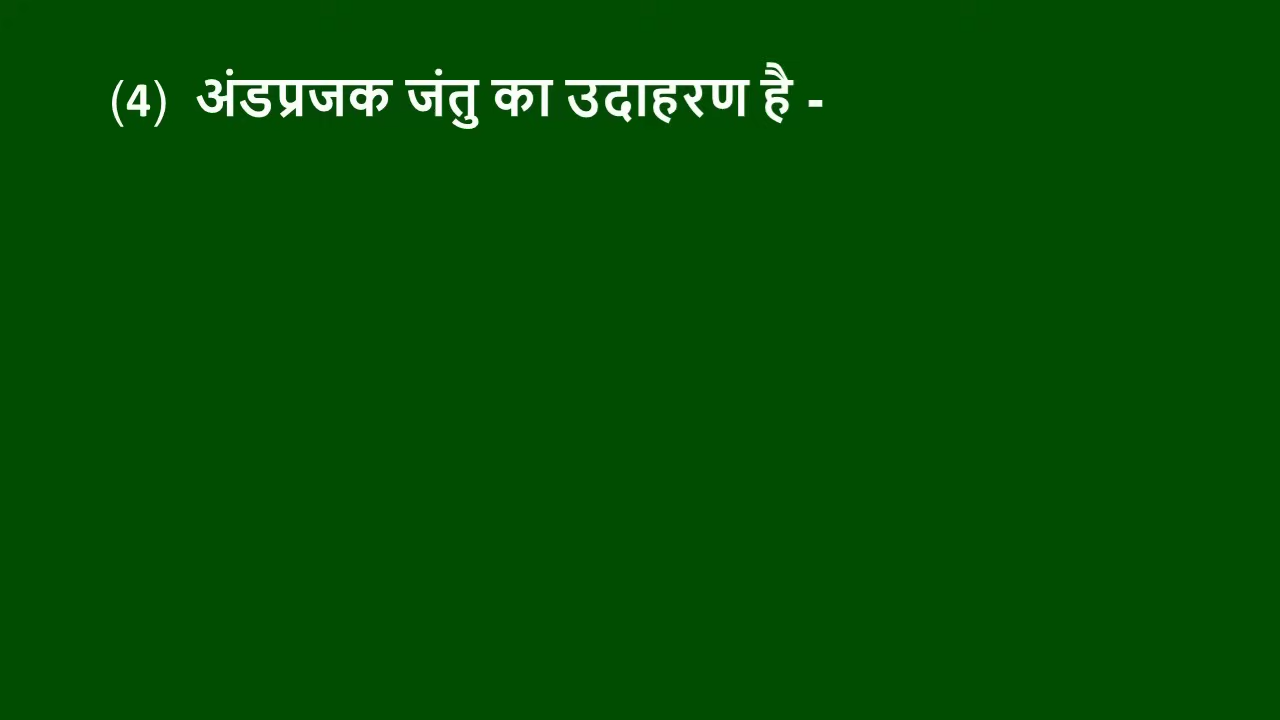 (4) अंडप्रजक जंतु का उदाहरण है -